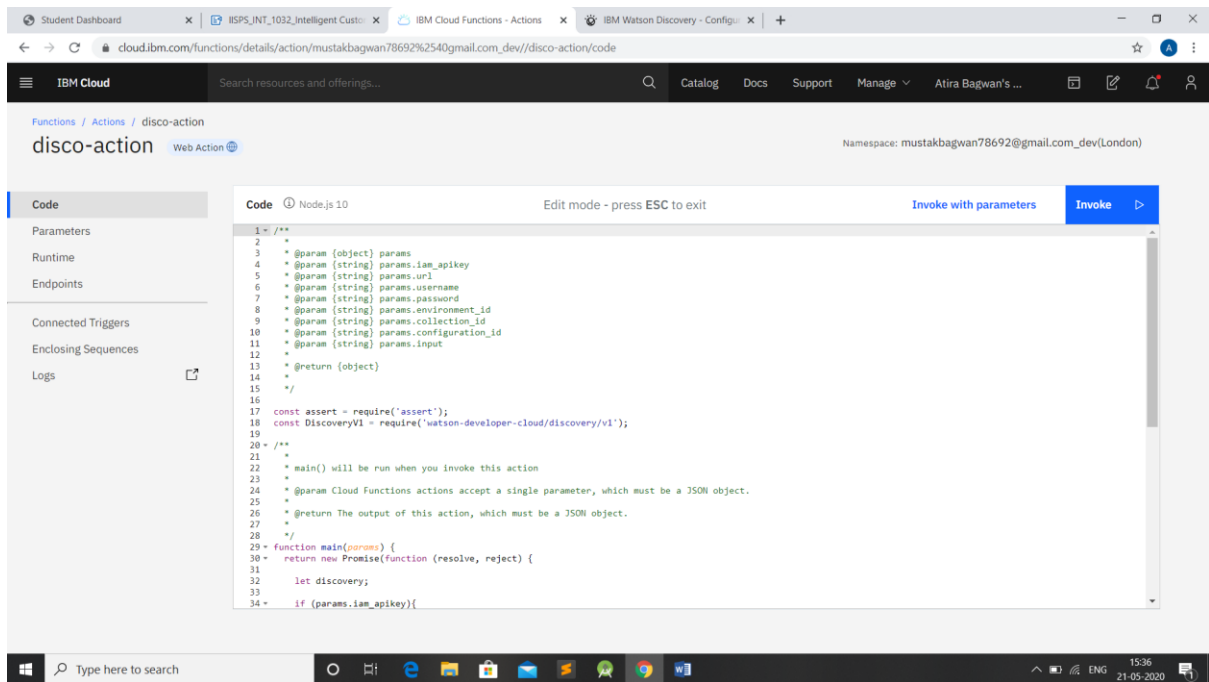 Student Dashboard
IISPS_INT_1032_Intelligent Custo
IBM Cloud Functions - Actions
IBM Watson Discovery - Configu
cloud.ibm.com/functions/details/action/mustakbagwan78692%2540gmail.com_dev//disco-action/code
A
IBM Cloud
Search resources and offerings...
Catalog
Docs
Support
Manage
Atira Bagwan's ...
Functions / Actions / disco-action
disco-action
Web Action
Namespace: mustakbagwan78692@gmail.com_dev(London)
Code
Parameters
Runtime
Endpoints
Connected Triggers
Enclosing Sequences
Logs
Code
Node.js 10
Edit mode - press ESC to exit
Invoke with parameters
Invoke
1 /**
2 *
3 * @param {object} params
4 * @param {string} params.iam_apikey
5 * @param {string} params.url
6 * @param {string} params.username
7 * @param {string} params.password
8 * @param {string} params.environment_id
9 * @param {string} params.collection_id
10 * @param {string} params.configuration_id
11 * @param {string} params.input
12 *
13 * @return {object}
14 *
15 */
16
17 const assert = require('assert');
18 const DiscoveryV1 = require('watson-developer-cloud/discovery/v1');
19
20 /**
21 *
22 * main() will be run when you invoke this action
23 *
24 * @param Cloud Functions actions accept a single parameter, which must be a JSON object.
25 *
26 * @return The output of this action, which must be a JSON object.
27 *
28 */
29 function main(params) {
30 return new Promise(function (resolve, reject) {
31
32 let discovery;
33
34 if (params.iam_apikey){
Type here to search
ENG
15:36
21-05-2020
1